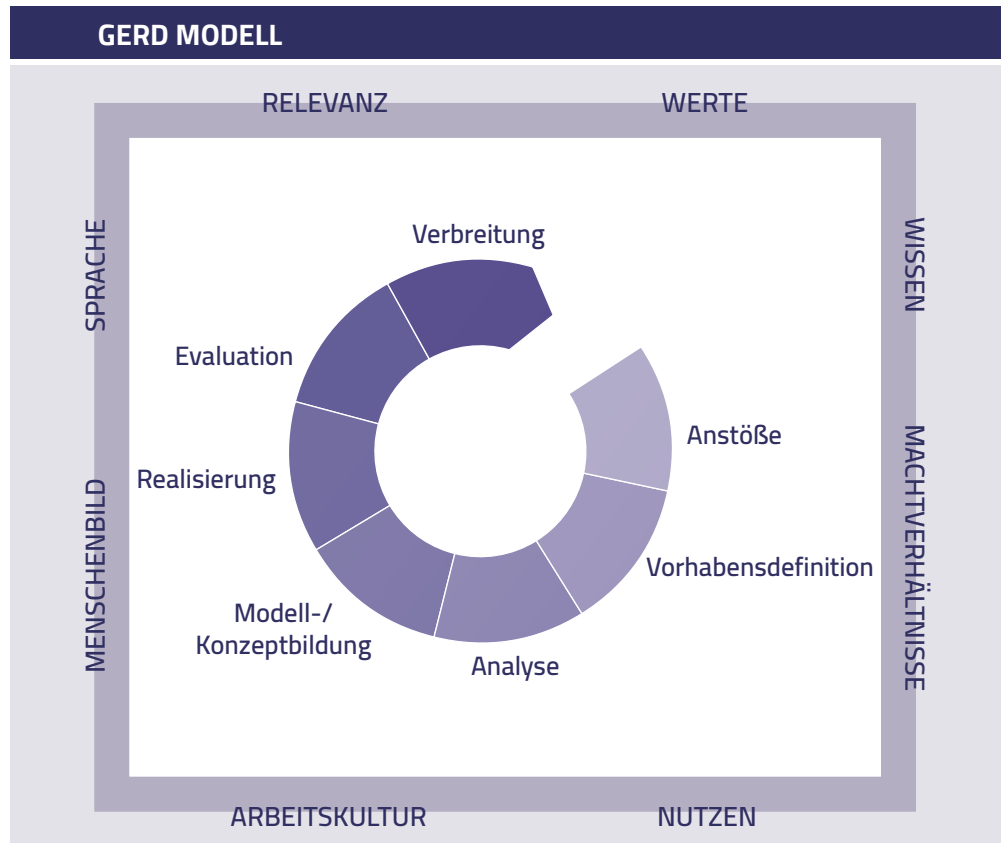 GERD MODELL
RELEVANZ
WERTE
SPRACHE
MENSCHENBILD
WISSEN
MACHTVERHÄLTNISSE
Verbreitung
Evaluation
Realisierung
Modell-/
Konzeptbildung
Analyse
Vorhabensdefinition
Anstöße
ARBEITSKULTUR
NUTZEN